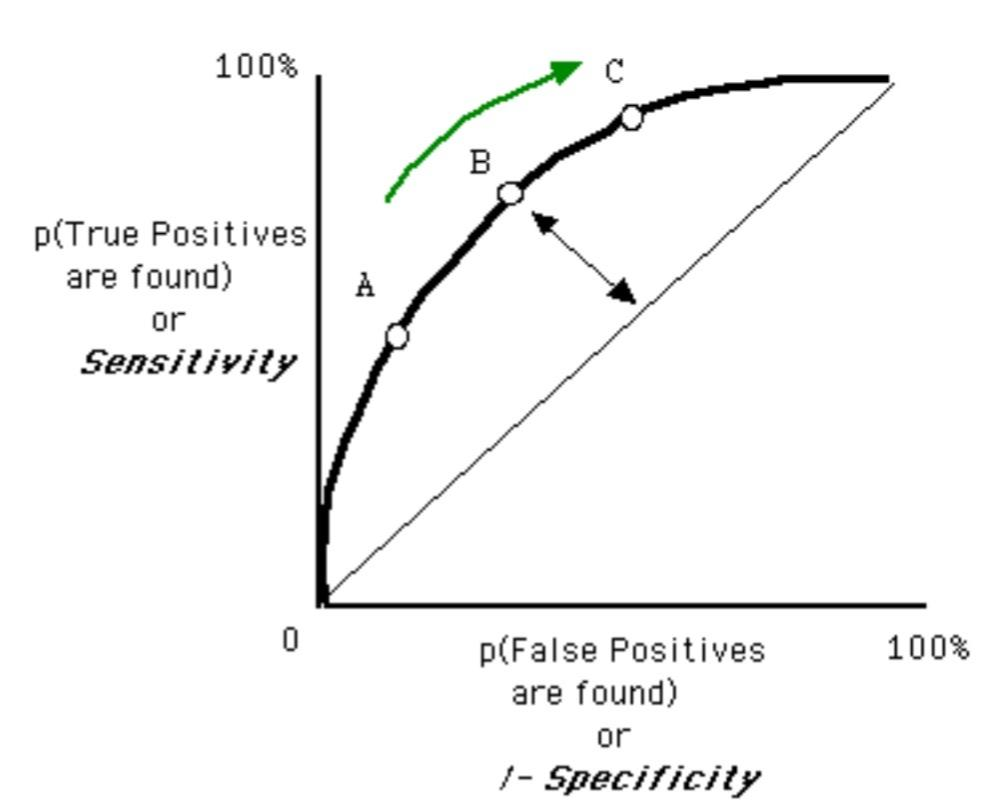 100%
C
B
p(True Positives
are found)
or
Sensitivity
A
0
p(False Positives
are found)
or
100%
/- Specificity